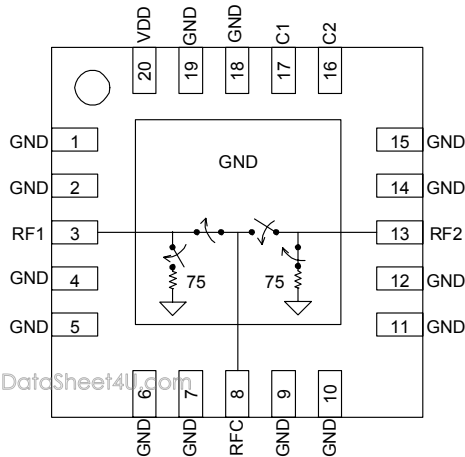 VDD GND GND C1 C2
20 19 18 17 16
GND 1 15 GND
GND
GND 2 14 GND
RF1 3 13 RF2
GND 4 75 75 12 GND
GND 5 11 GND
DataSheet4U.com
6 7 8 9 10
GND GND RFC GND GND